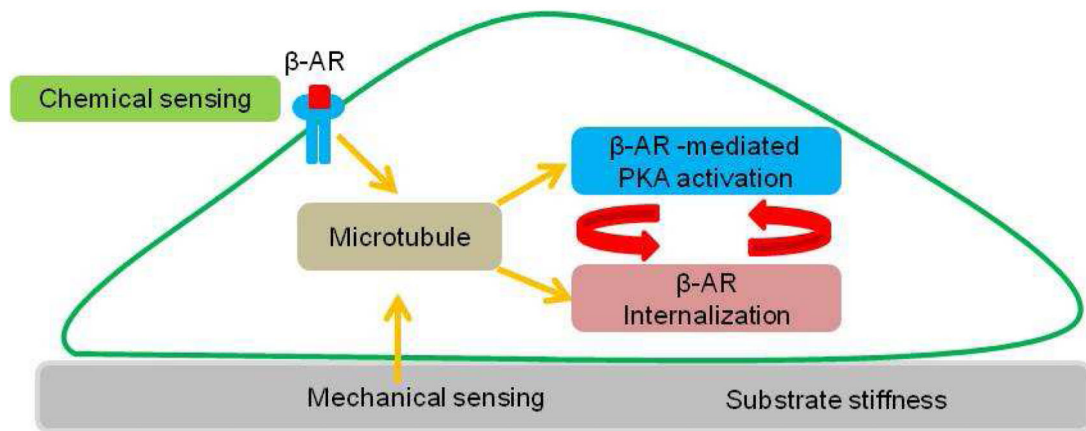 β-AR
Chemical sensing
β-AR -mediated
PKA activation
Microtubule
β-AR
Internalization
Mechanical sensing
Substrate stiffness